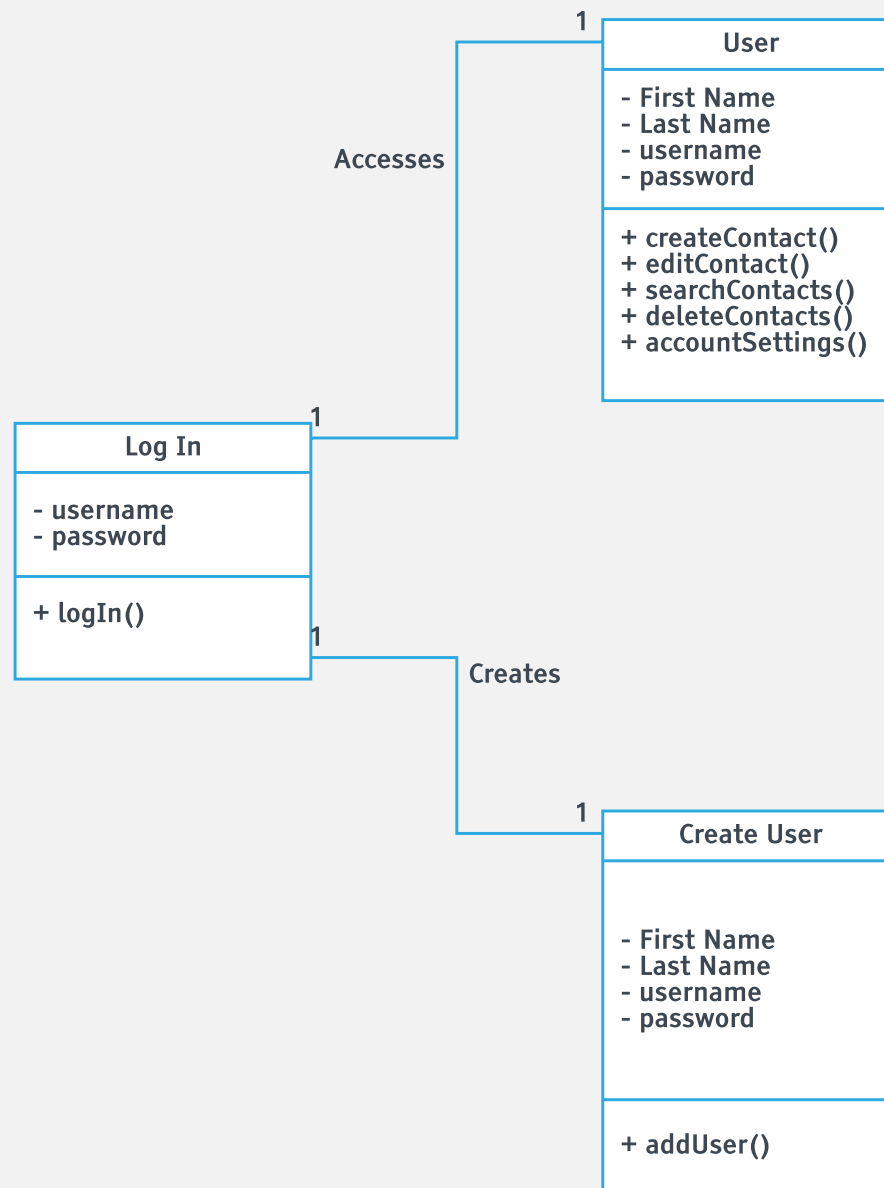 1
User
- First Name
- Last Name
- username
- password
Accesses
+ createContact()
+ editContact()
+ searchContacts()
+ deleteContacts()
+ accountSettings()
1
Log In
- username
- password
+ logIn()
1
Creates
1
Create User
- First Name
- Last Name
- username
- password
+ addUser()